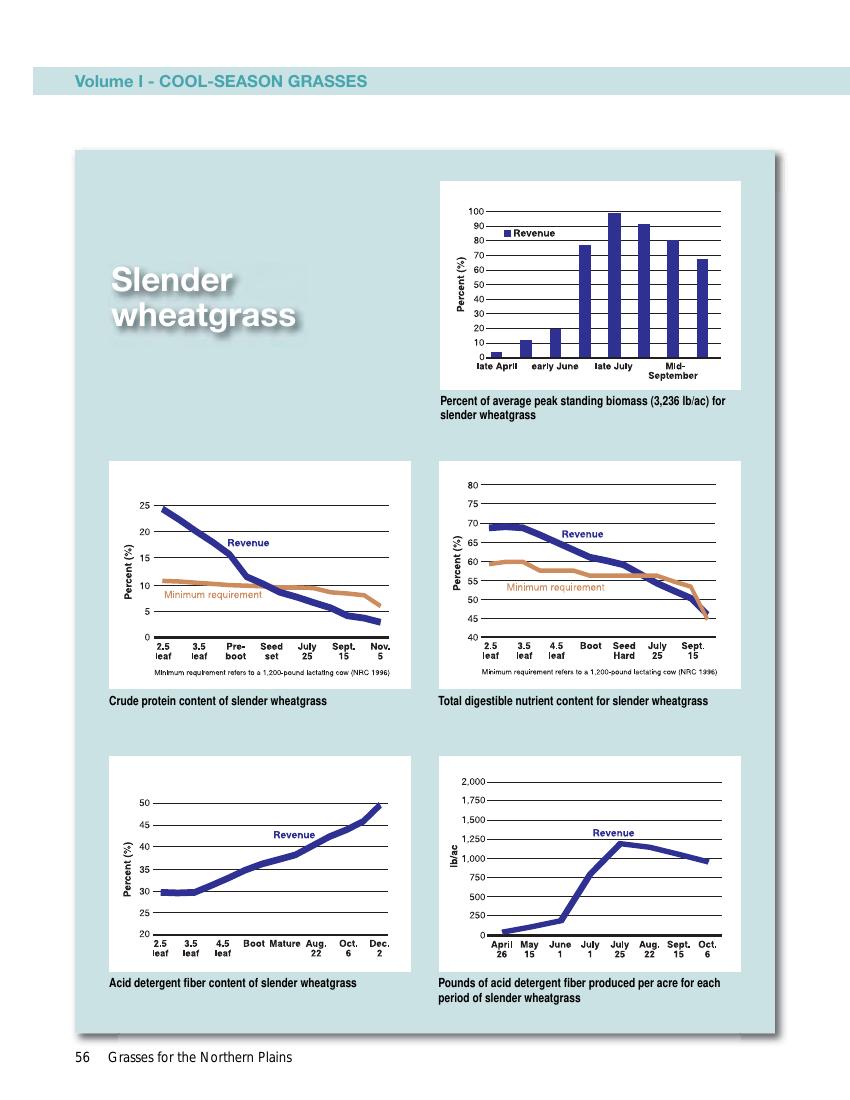 Volume I - COOL-SEASON GRASSES
Slender
wheatgrass
100
90
80
70
60
50
40
30
20
10
0
Percent (%)
Revenue
late April early June late July Mid-
September
Percent of average peak standing biomass (3,236 lb/ac) for
slender wheatgrass
25
20
15
10
5
0
Percent (%)
Revenue
Minimum requirement
2.5 3.5 Pre- Seed July Sept. Nov.
leaf leaf boot set 25 15 5
Minimum requirement refers to a 1,200-pound lactating cow (NRC 1996)
Crude protein content of slender wheatgrass
80
75
70
65
60
55
50
45
40
Percent (%)
Revenue
Minimum requirement
2.5 3.5 4.5 Boot Seed July Sept.
leaf leaf leaf Hard 25 15
Minimum requirement refers to a 1,200-pound lactating cow (NRC 1996)
Total digestible nutrient content for slender wheatgrass
50
45
40
35
30
25
20
Percent (%)
Revenue
2.5 3.5 4.5 Boot Mature Aug. Oct. Dec.
leaf leaf leaf 22 6 2
Acid detergent fiber content of slender wheatgrass
2,000
1,750
1,500
1,250
1,000
750
500
250
0
lb/ac
Revenue
April May June July July Aug. Sept. Oct.
26 15 1 1 25 22 15 6
Pounds of acid detergent fiber produced per acre for each
period of slender wheatgrass
56 Grasses for the Northern Plains